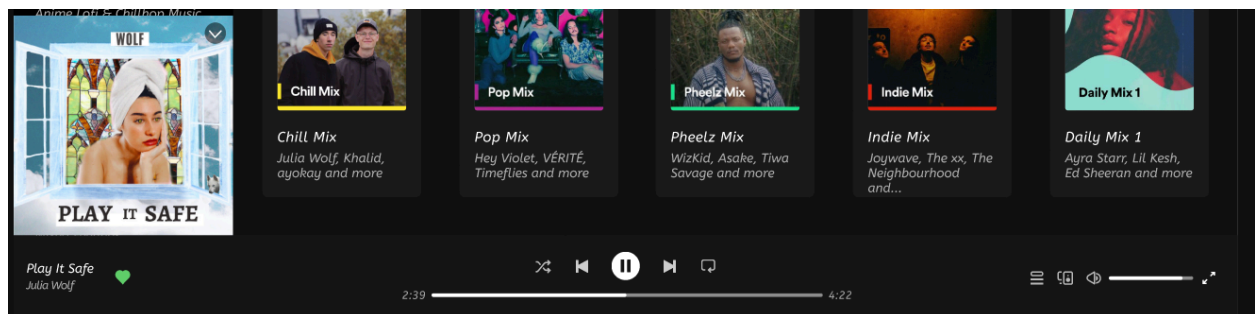 Anime Lofi & Chillhop Music
WOLF
PLAY IT SAFE
Chill Mix
Chill Mix
Julia Wolf, Khalid,
ayokay and more
Pop Mix
Pop Mix
Hey Violet, VÉRITÉ,
Timeflies and more
Pheelz Mix
Pheelz Mix
WizKid, Asake, Tiwa
Savage and more
Indie Mix
Indie Mix
Joywave, The xx, The
Neighbourhood
and...
Daily Mix 1
Daily Mix 1
Ayra Starr, Lil Kesh,
Ed Sheeran and more
Play It Safe
Julia Wolf
2:39
4:22